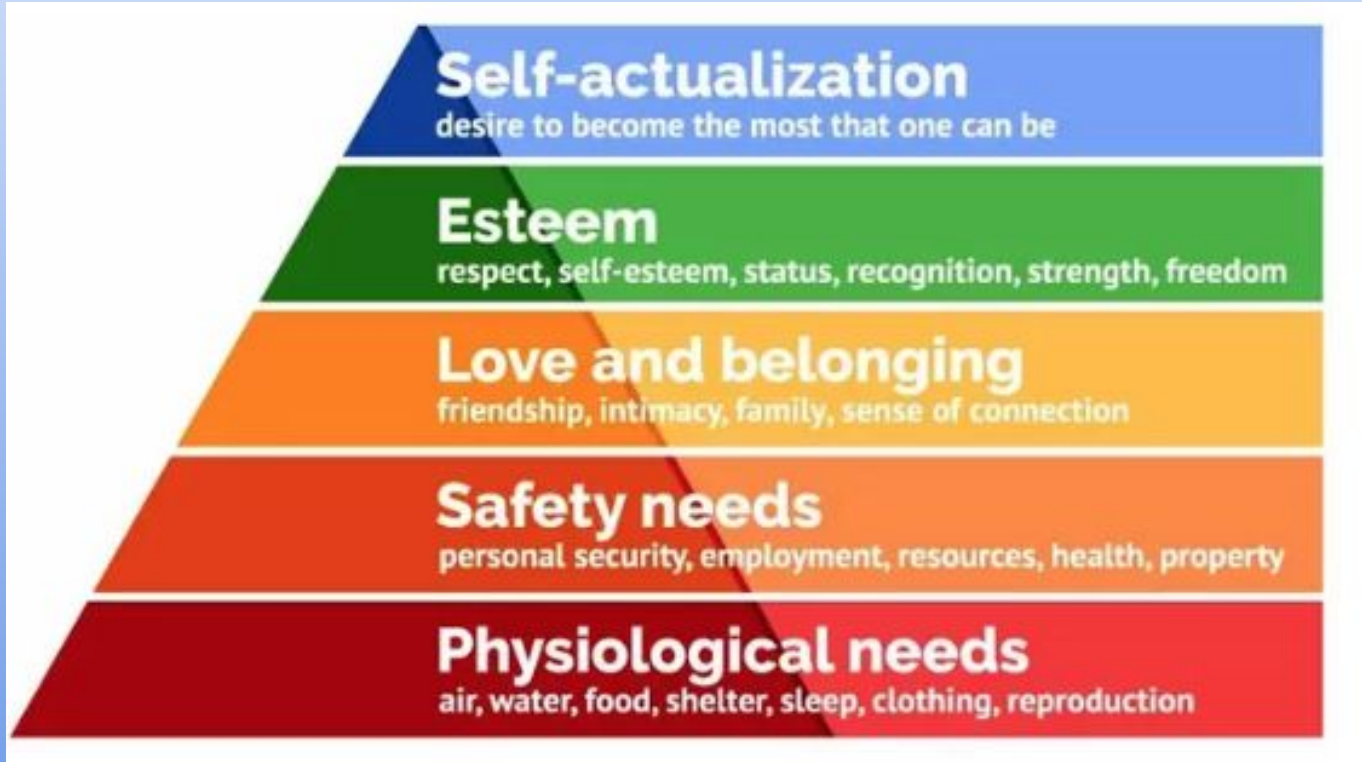 Self-actualization
desire to become the most that one can be
Esteem
respect, self-esteem, status, recognition, strength, freedom
Love and belonging
friendship, intimacy, family, sense of connection
Safety needs
personal security, employment, resources, health, property
Physiological needs
air, water, food, shelter, sleep, clothing, reproduction